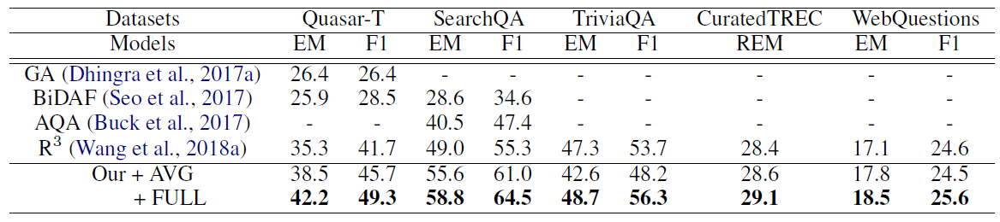 Datasets Quasar-T SearchQA TriviaQA CuratedTREC WebQuestions
Models EM F1 EM F1 EM F1 REM EM F1
GA (Dhingra et al., 2017a) 26.4 26.4 - - - - - - -
BiDAF (Seo et al., 2017) 25.9 28.5 28.6 34.6 - - - - -
AQA (Buck et al., 2017) - - 40.5 47.4 - - - - -
R³ (Wang et al., 2018a) 35.3 41.7 49.0 55.3 47.3 53.7 28.4 17.1 24.6
Our + AVG 38.5 45.7 55.6 61.0 42.6 48.2 28.6 17.8 24.5
+ FULL 42.2 49.3 58.8 64.5 48.7 56.3 29.1 18.5 25.6